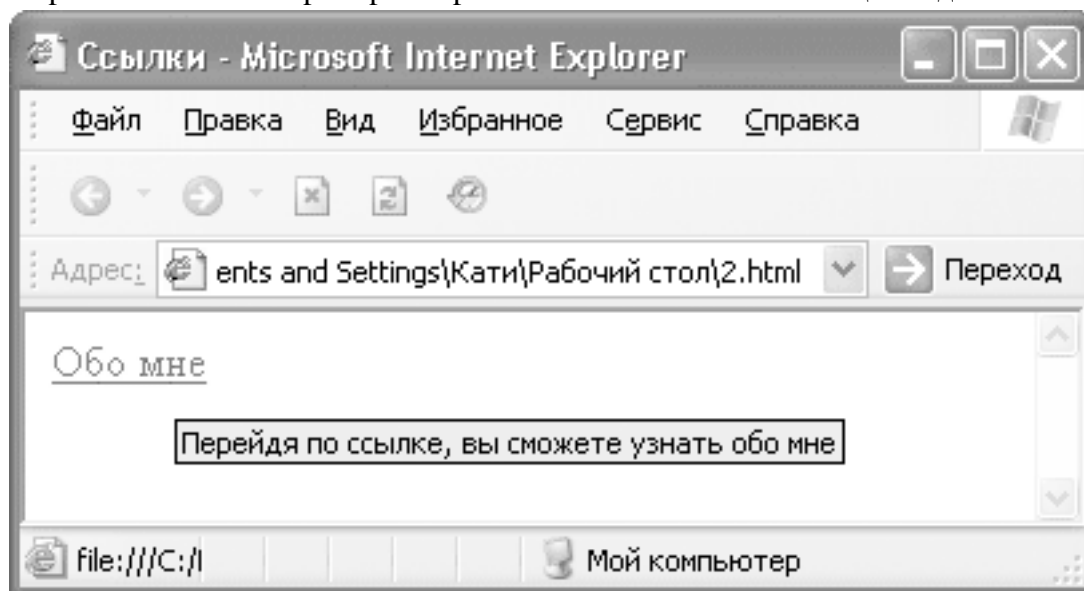 Ссылки - Microsoft Internet Explorer
Файл Правка Вид Избранное Сервис Справка
Адрес: ents and Settings\Кати\Рабочий стол\2.html Переход
Обо мне
Перейдя по ссылке, вы сможете узнать обо мне
file:///C:/I Мой компьютер